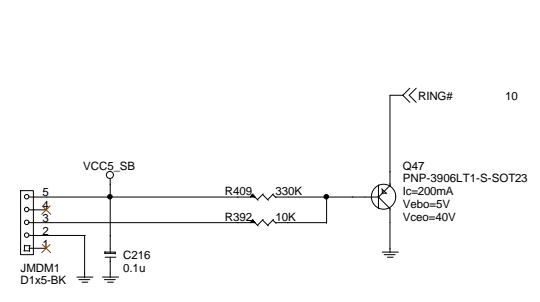 RING# 10
VCC5_SB
Q47
PNP-3906LT1-S-SOT23
Ic=200mA
Vebo=5V
Vceo=40V
5
R409 330K
4
3
R392 10K
2
1
C216
0.1u
JMDM1
D1x5-BK